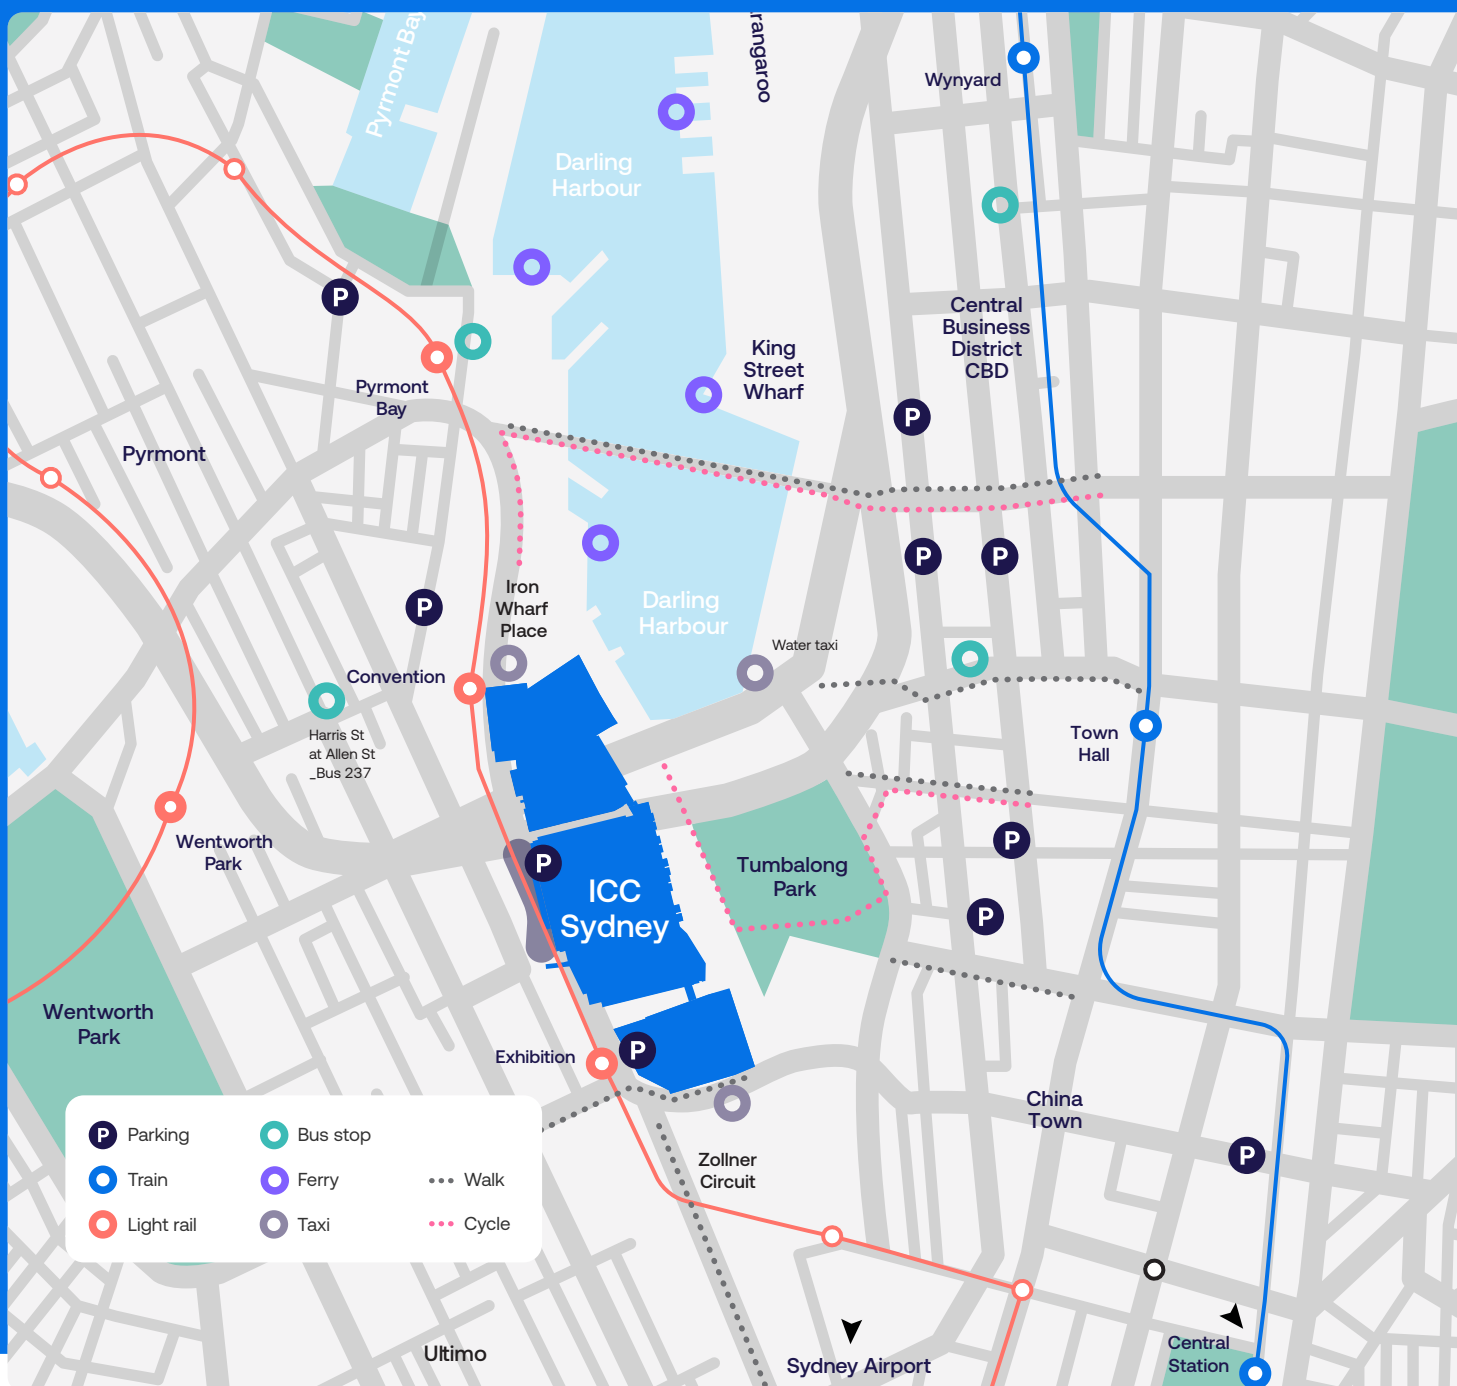 Pyrmont Bay
rangaroo
Wynyard
Darling
Harbour
P
Central
Business
District
CBD
King
Street
Wharf
Pyrmont
Bay
P
Pyrmont
P
P
Iron
Wharf
Place
P
Darling
Harbour
Water taxi
Convention
Harris St
at Allen St
_Bus 237
Town
Hall
Wentworth
Park
P
P
Tumbalong
Park
ICC
Sydney
P
Wentworth
Park
Exhibition
P
China
Town
P
Zollner
Circuit
P Parking
Bus stop
Train
Ferry
Walk
Light rail
Taxi
Cycle
Ultimo
Sydney Airport
Central
Station